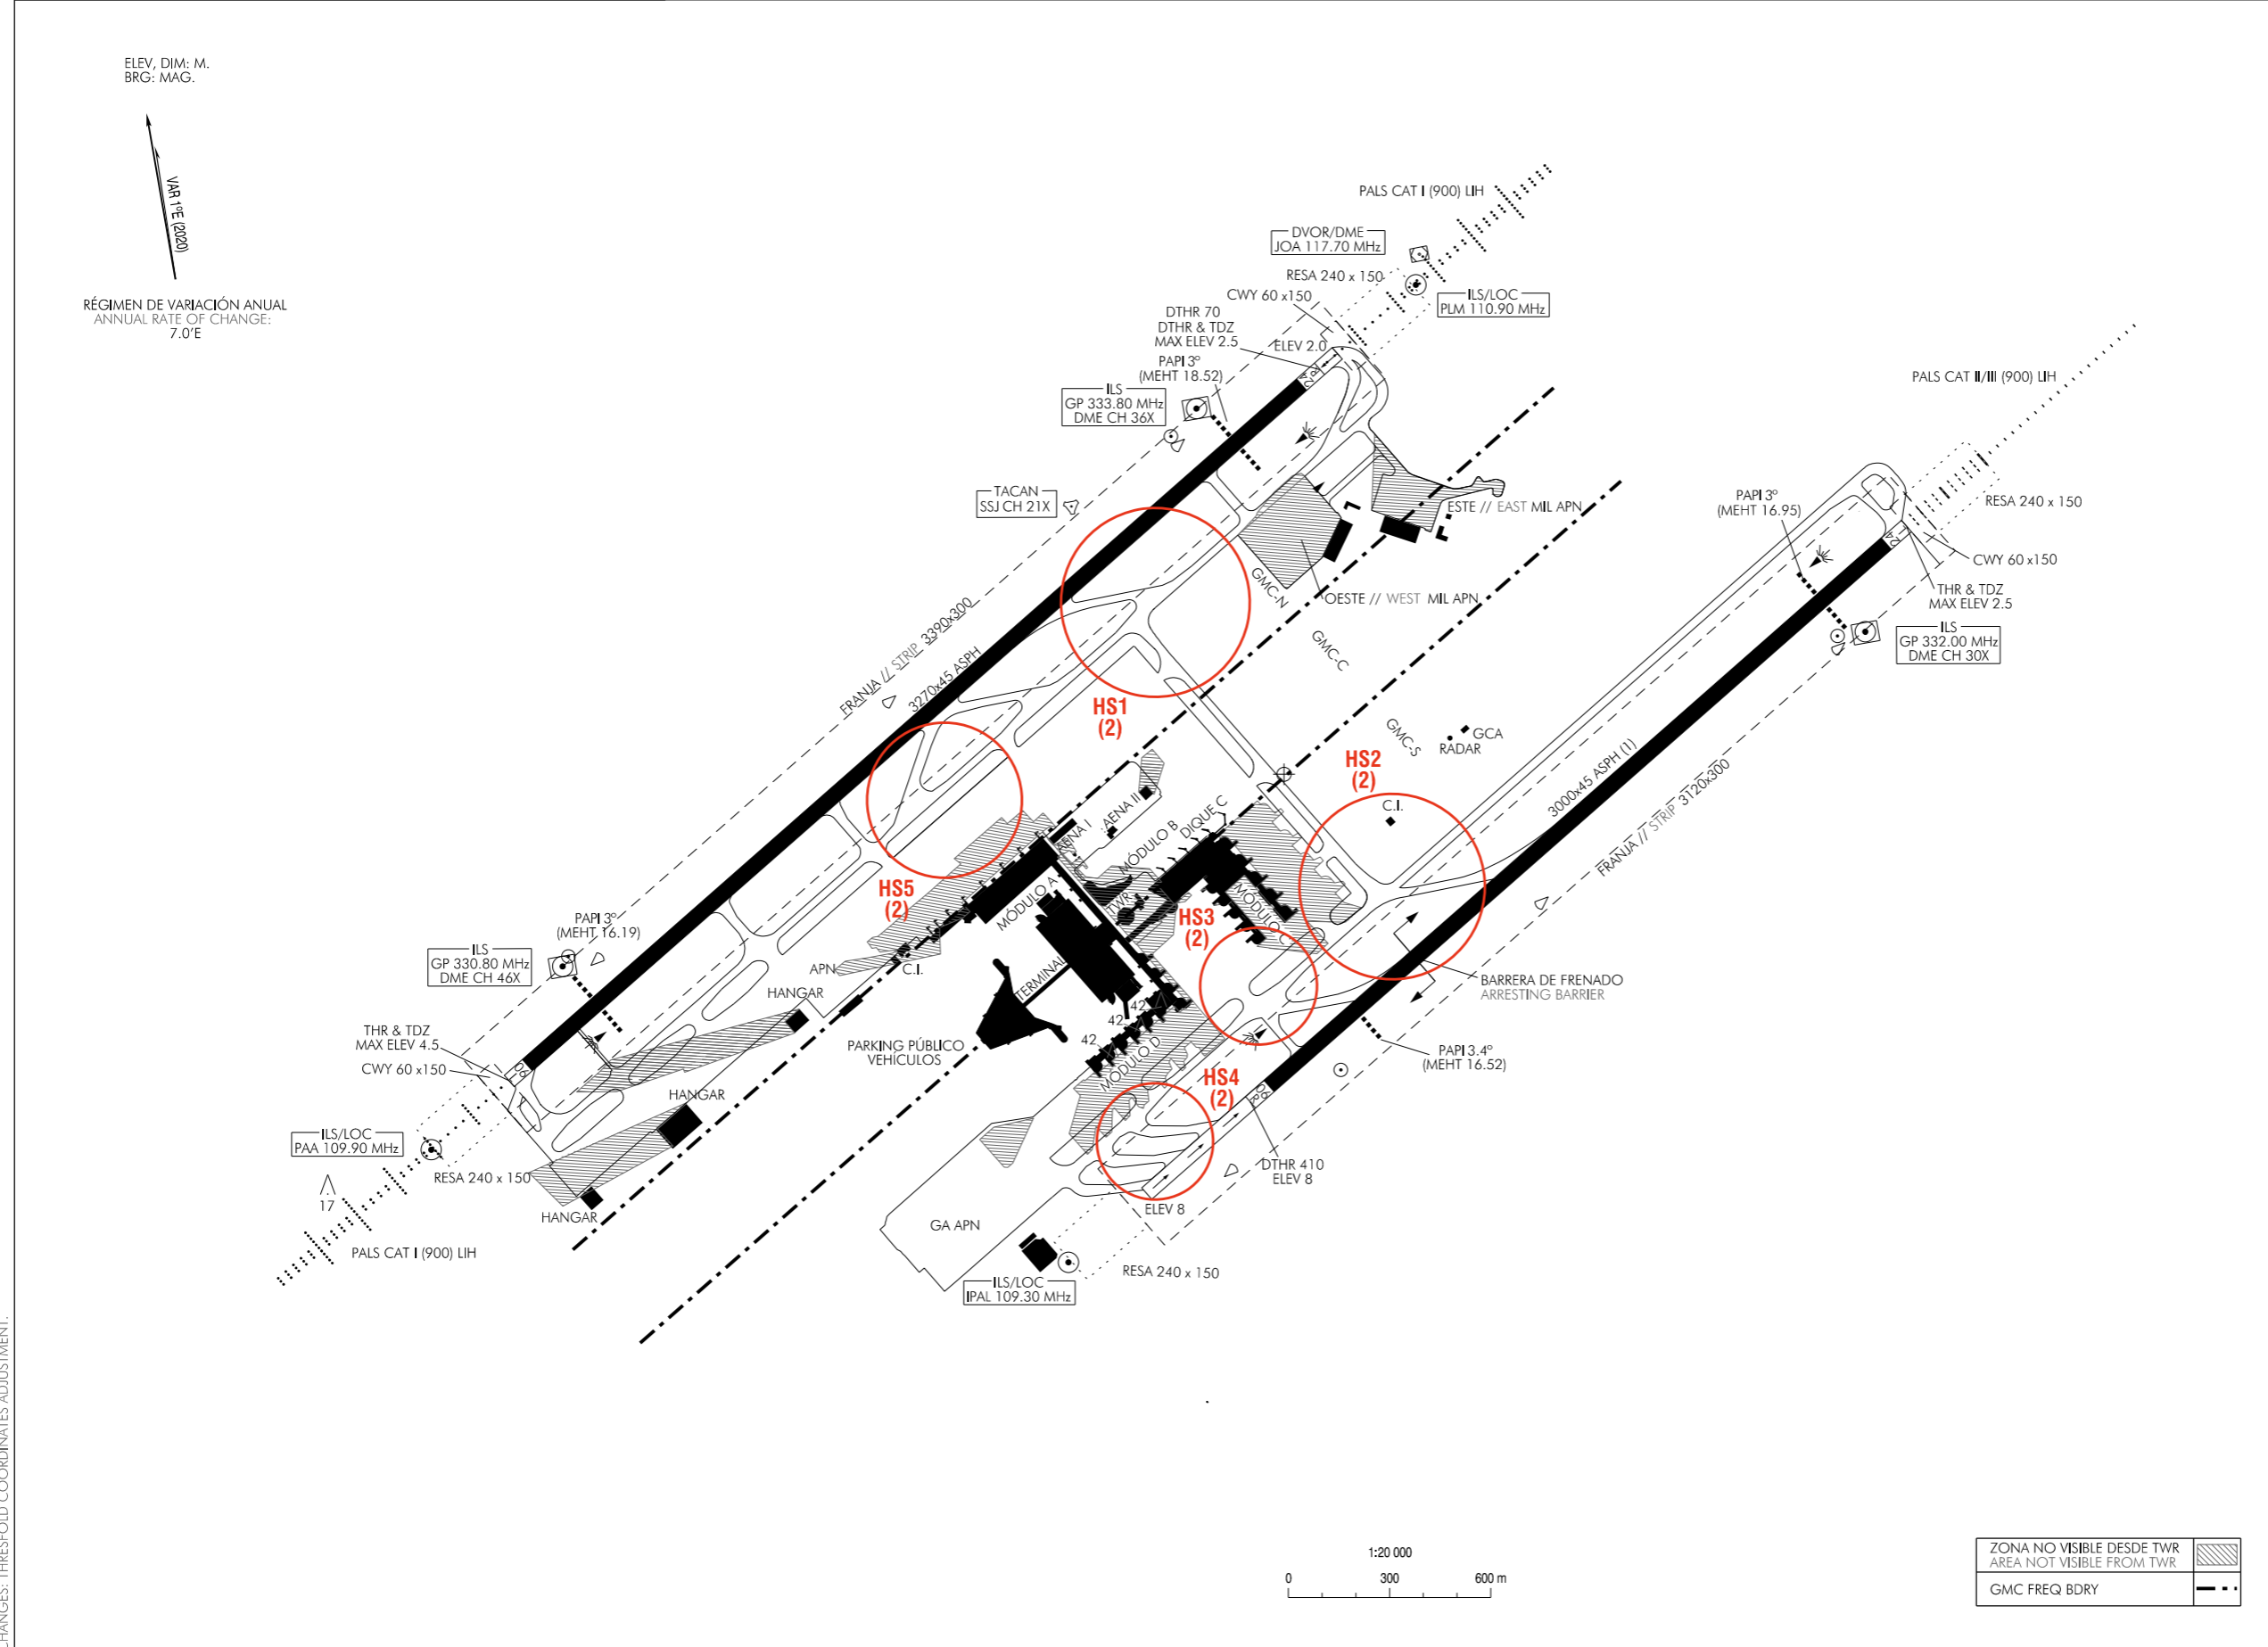 ELEV, DIM: M.
BRG: MAG.
VAR 1ºE (2020)
RÉGIMEN DE VARIACIÓN ANUAL
ANNUAL RATE OF CHANGE:
7.0'E
PALS CAT I (900) LIH
DVOR/DME
JOA 117.70 MHz
RESA 240 x 150
CWY 60 x150
ILS/LOC
PLM 110.90 MHz
DTHR 70
DTHR & TDZ
MAX ELEV 2.5
ELEV 2.0
PAPI 3º
(MEHT 18.52)
ILS
GP 333.80 MHz
DME CH 36X
TACAN
SSJ CH 21X
PALS CAT II/III (900) LIH
PAPI 3º
(MEHT 16.95)
RESA 240 x 150
CWY 60 x150
THR & TDZ
MAX ELEV 2.5
24
ILS
GP 332.00 MHz
DME CH 30X
ESTE // EAST MIL APN
OESTE // WEST MIL APN
GMC-N
GMC-C
GMC-S
FRANJA // STRIP 3390x300
3270x45 ASPH
HS1
(2)
GCA
RADAR
HS2
(2)
C.I.
3000x45 ASPH (1)
FRANJA // STRIP 3120x300
AENA I
AENA II
MÓDULO B
DIQUE C
MÓDULO A
TWR
MÓDULO C
HS5
(2)
HS3
(2)
PAPI 3º
(MEHT 16.19)
ILS
GP 330.80 MHz
DME CH 46X
APN
C.I.
HANGAR
TERMINAL
BARRERA DE FRENADO
ARRESTING BARRIER
42
42
42
MÓDULO D
THR & TDZ
MAX ELEV 4.5
CWY 60 x150
06
PARKING PÚBLICO
VEHÍCULOS
PAPI 3.4º
(MEHT 16.52)
HS4
(2)
HANGAR
ILS/LOC
PAA 109.90 MHz
RESA 240 x 150
17
HANGAR
PALS CAT I (900) LIH
DTHR 410
ELEV 8
ELEV 8
GA APN
RESA 240 x 150
ILS/LOC
IPAL 109.30 MHz
CHANGES: THRESFOLD COORDINATES ADJUSTMENT.
1:20 000
0 300 600 m
ZONA NO VISIBLE DESDE TWR
AREA NOT VISIBLE FROM TWR
GMC FREQ BDRY